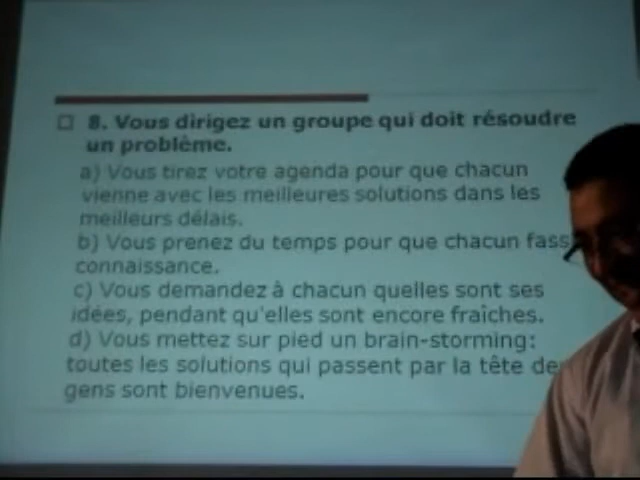 8. Vous dirigez un groupe qui doit résoudre
un problème.
a) Vous tirez votre agenda pour que chacun
vienne avec les meilleures solutions dans les
meilleurs délais.
b) Vous prenez du temps pour que chacun fass
connaissance.
c) Vous demandez à chacun quelles sont ses
idées, pendant qu'elles sont encore fraîches.
d) Vous mettez sur pied un brain-storming:
toutes les solutions qui passent par la tête de
gens sont bienvenues.